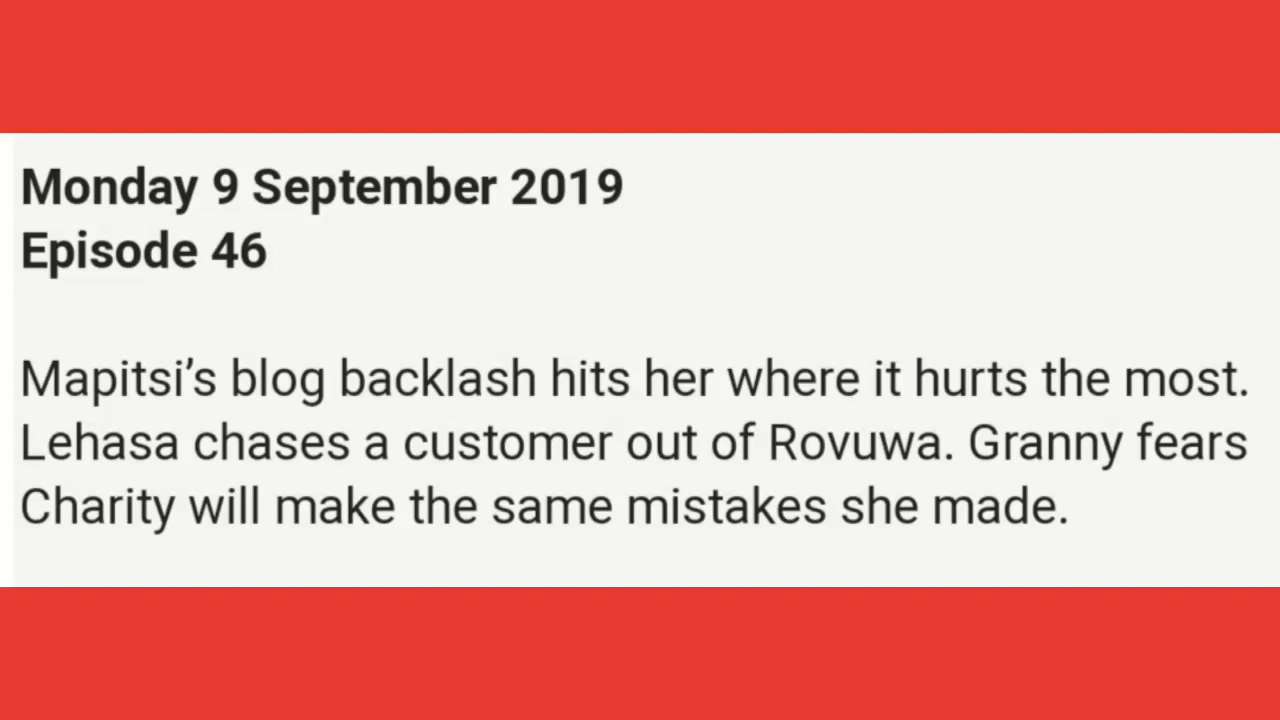 Monday 9 September 2019
Episode 46
Mapitsi’s blog backlash hits her where it hurts the most.
Lehasa chases a customer out of Rovuwa. Granny fears
Charity will make the same mistakes she made.